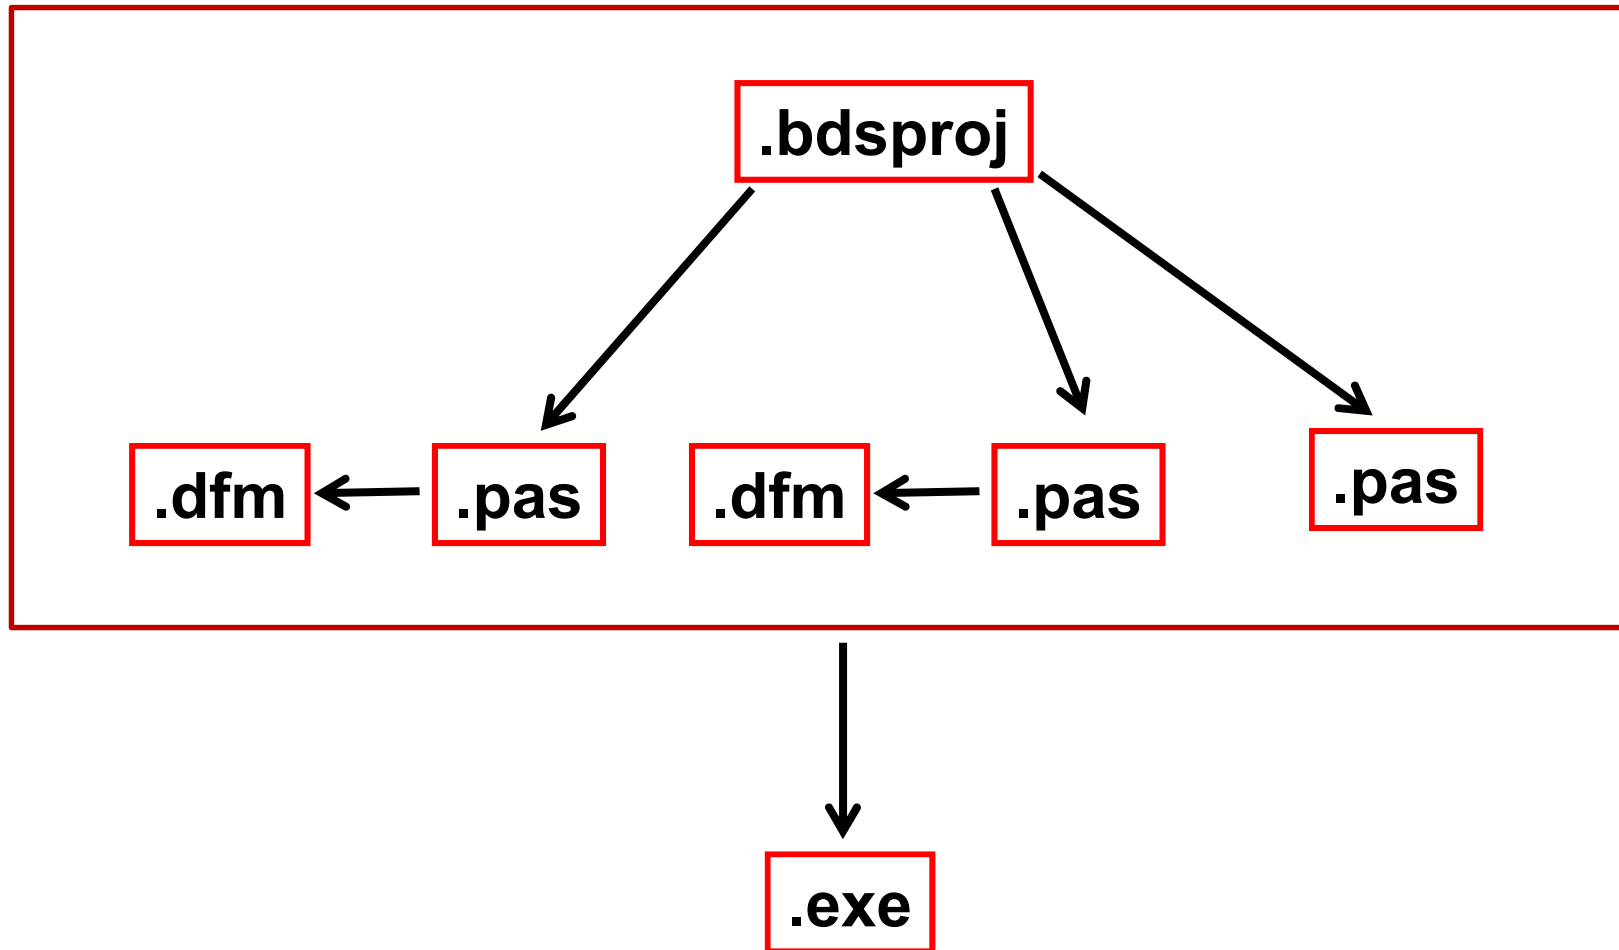 .bdsproj
.dfm
.pas
.dfm
.pas
.pas
.exe